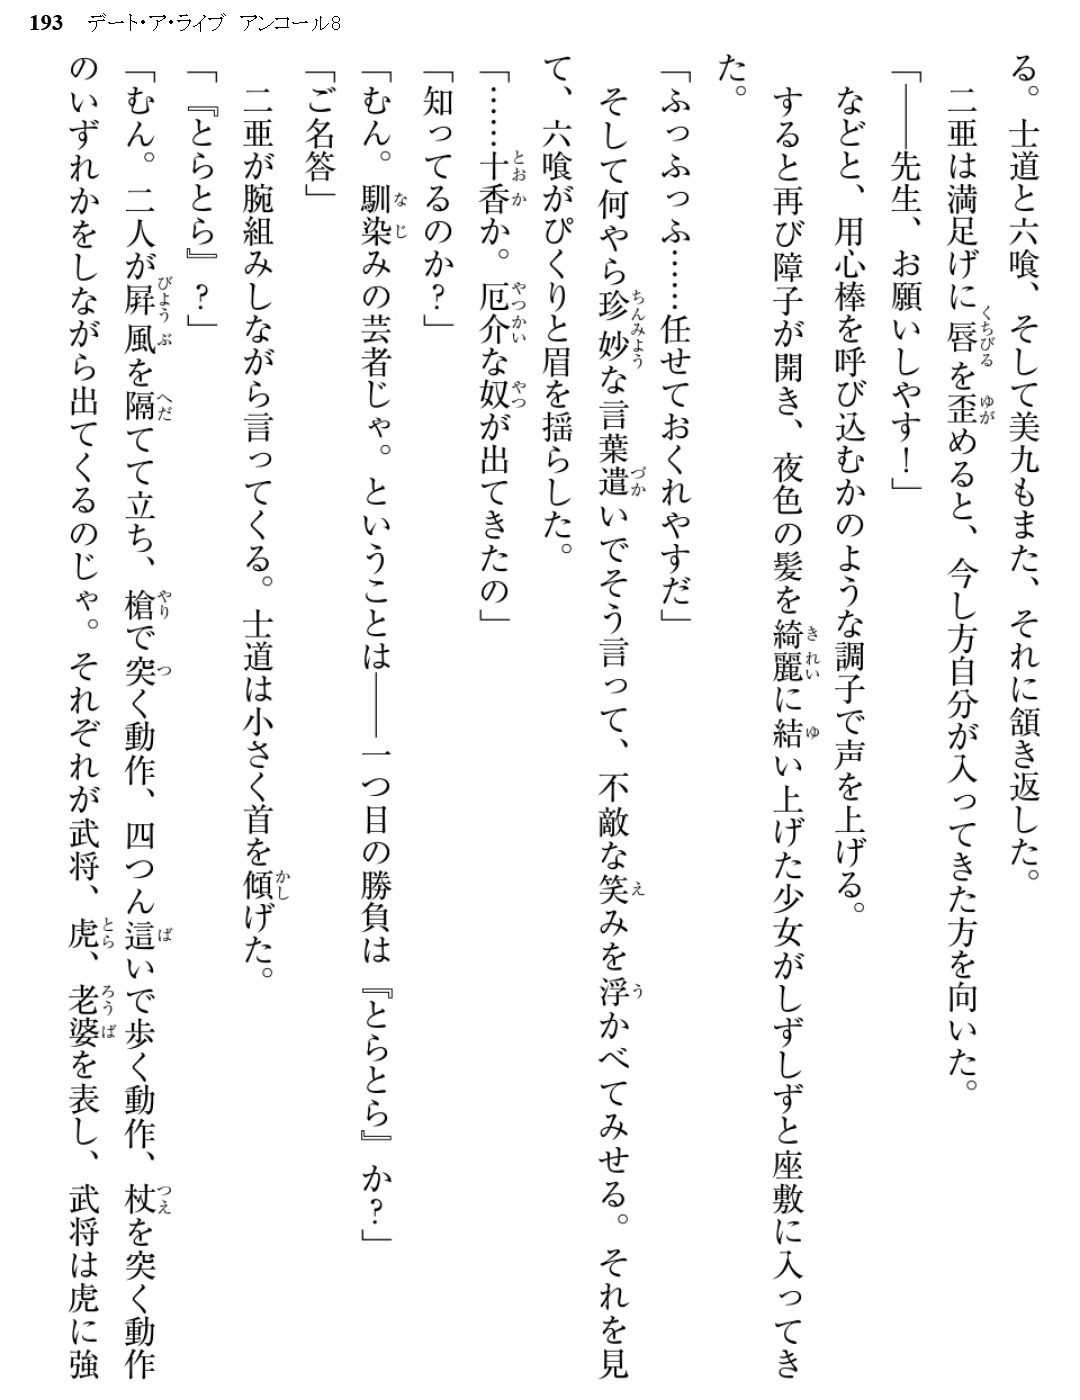 193 デート・ア・ライブ アンコール8
る。士道と六喰、そして美九もまた、それに頷き返した。
二亜は満足げに唇を歪めると、今し方自分が入ってきた方を向いた。
「――先生、お願いしやす！」
などと、用心棒を呼び込むかのような調子で声を上げる。
すると再び障子が開き、夜色の髪を綺麗に結い上げた少女がしずしずと座敷に入ってき
た。
「ふっふっふ……任せておくれやすだ」
そして何やら珍妙な言葉遣いでそう言って、不敵な笑みを浮かべてみせる。それを見
て、六喰がぴくりと眉を揺らした。
「……十香か。厄介な奴が出てきたの」
「知ってるのか？」
「むん。馴染みの芸者じゃ。ということは――一つ目の勝負は『とらとら』か？」
「ご名答」
二亜が腕組みしながら言ってくる。士道は小さく首を傾げた。
「『とらとら』？」
「むん。二人が屛風を隔てて立ち、槍で突く動作、四つん這いで歩く動作、杖を突く動作
のいずれかをしながら出てくるのじゃ。それぞれが武将、虎、老婆を表し、武将は虎に強